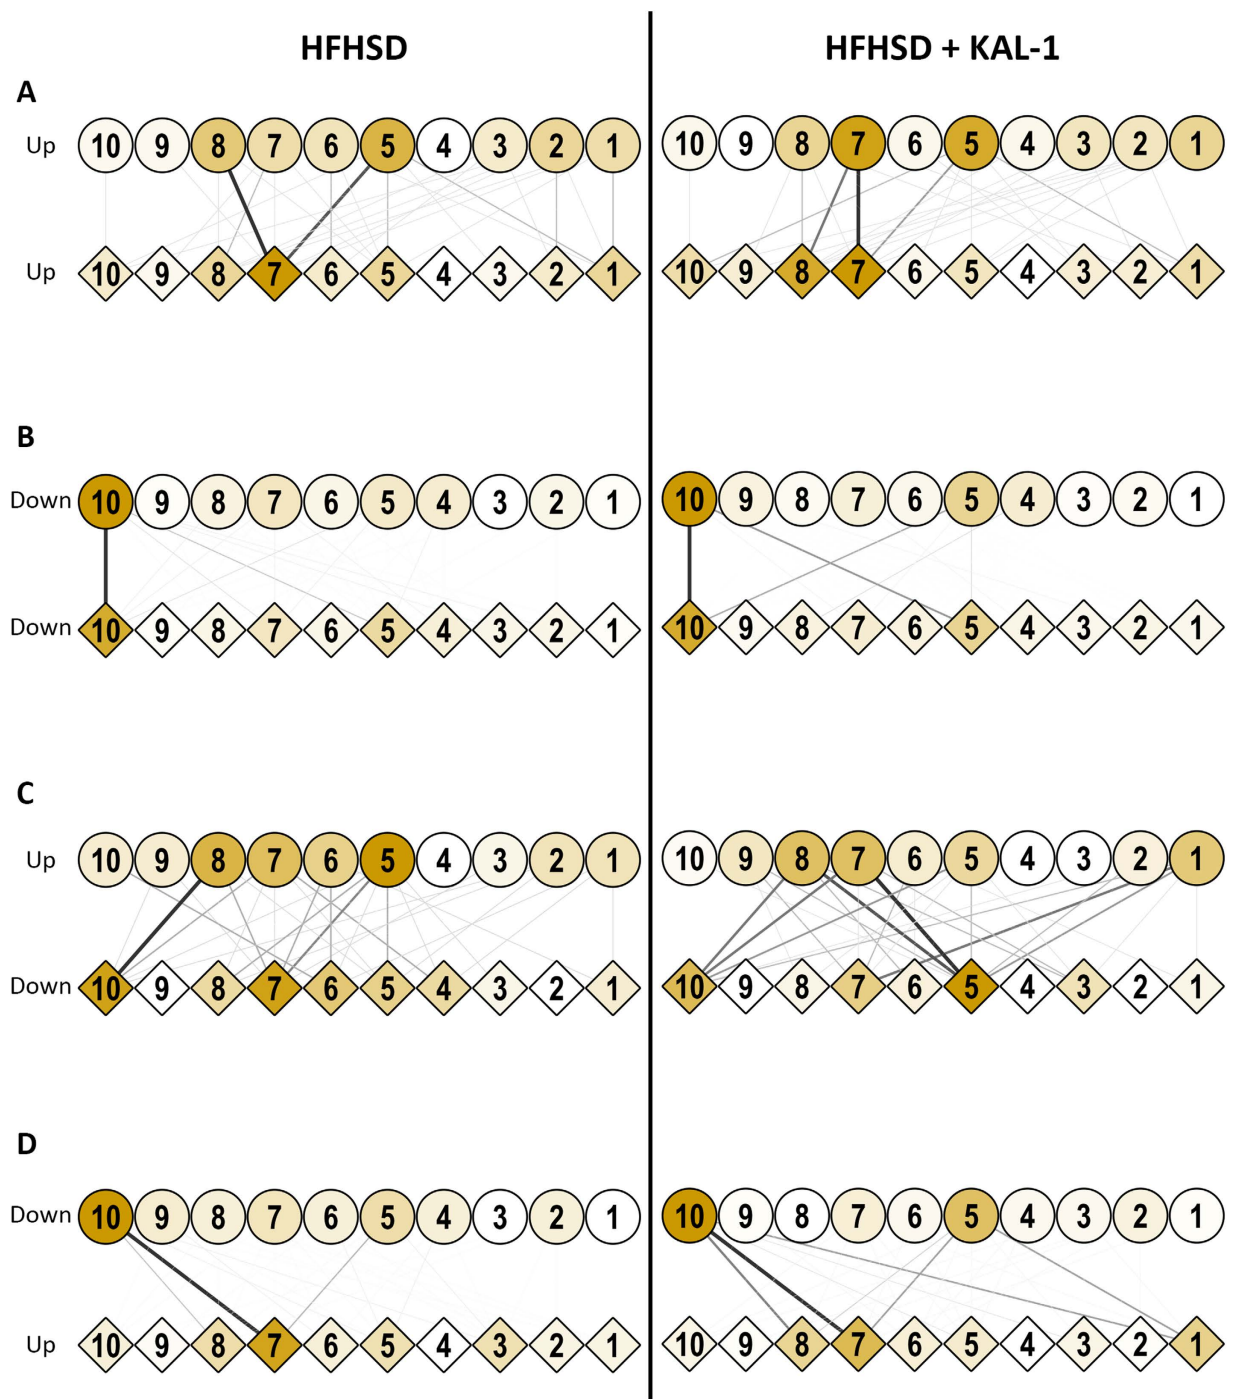 HFHSD HFHSD + KAL-1
A
Up 10 9 8 7 6 5 4 3 2 1 10 9 8 7 6 5 4 3 2 1
Up 10 9 8 7 6 5 4 3 2 1 10 9 8 7 6 5 4 3 2 1
B
Down 10 9 8 7 6 5 4 3 2 1 10 9 8 7 6 5 4 3 2 1
Down 10 9 8 7 6 5 4 3 2 1 10 9 8 7 6 5 4 3 2 1
C
Up 10 9 8 7 6 5 4 3 2 1 10 9 8 7 6 5 4 3 2 1
Down 10 9 8 7 6 5 4 3 2 1 10 9 8 7 6 5 4 3 2 1
D
Down 10 9 8 7 6 5 4 3 2 1 10 9 8 7 6 5 4 3 2 1
Up 10 9 8 7 6 5 4 3 2 1 10 9 8 7 6 5 4 3 2 1